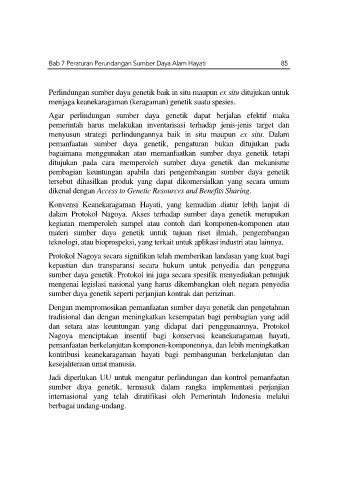 Bab 7 Peraturan Perundangan Sumber Daya Alam Hayati 85
Perlindungan sumber daya genetik baik in situ maupun ex situ ditujukan untuk
menjaga keanekaragaman (keragaman) genetik suatu spesies.
Agar perlindungan sumber daya genetik dapat berjalan efektif maka
pemerintah harus melakukan inventarisasi terhadap jenis-jenis target dan
menyusun strategi perlindungannya baik in situ maupun ex situ. Dalam
pemanfaatan sumber daya genetik, pengaturan bukan ditujukan pada
bagaimana menggunakan atau memanfaatkan sumber daya genetik tetapi
ditujukan pada cara memperoleh sumber daya genetik dan mekanisme
pembagian keuntungan apabila dari pengembangan sumber daya genetik
tersebut dihasilkan produk yang dapat dikomersialkan yang secara umum
dikenal dengan Access to Genetic Resources and Benefits Sharing.
Konvensi Keanekaragaman Hayati, yang kemudian diatur lebih lanjut di
dalam Protokol Nagoya. Akses terhadap sumber daya genetik merupakan
kegiatan memperoleh sampel atau contoh dari komponen-komponen atau
materi sumber daya genetik untuk tujuan riset ilmiah, pengembangan
teknologi, atau bioprospeksi, yang terkait untuk aplikasi industri atau lainnya.
Protokol Nagoya secara signifikan telah memberikan landasan yang kuat bagi
kepastian dan transparansi secara hukum untuk penyedia dan pengguna
sumber daya genetik. Protokol ini juga secara spesifik menyediakan petunjuk
mengenai legislasi nasional yang harus dikembangkan oleh negara penyedia
sumber daya genetik seperti perjanjian kontrak dan perizinan.
Dengan mempromosikan pemanfaatan sumber daya genetik dan pengetahuan
tradisional dan dengan meningkatkan kesempatan bagi pembagian yang adil
dan setara atas keuntungan yang didapat dari penggunaannya, Protokol
Nagoya menciptakan insentif bagi konservasi keanekaragaman hayati,
pemanfaatan berkelanjutan komponen-komponennya, dan lebih meningkatkan
kontribusi keanekaragaman hayati bagi pembangunan berkelanjutan dan
kesejahteraan umat manusia.
Jadi diperlukan UU untuk mengatur perlindungan dan kontrol pemanfaatan
sumber daya genetik, termasuk dalam rangka implementasi perjanjian
internasional yang telah diratifikasi oleh Pemerintah Indonesia melalui
berbagai undang-undang.